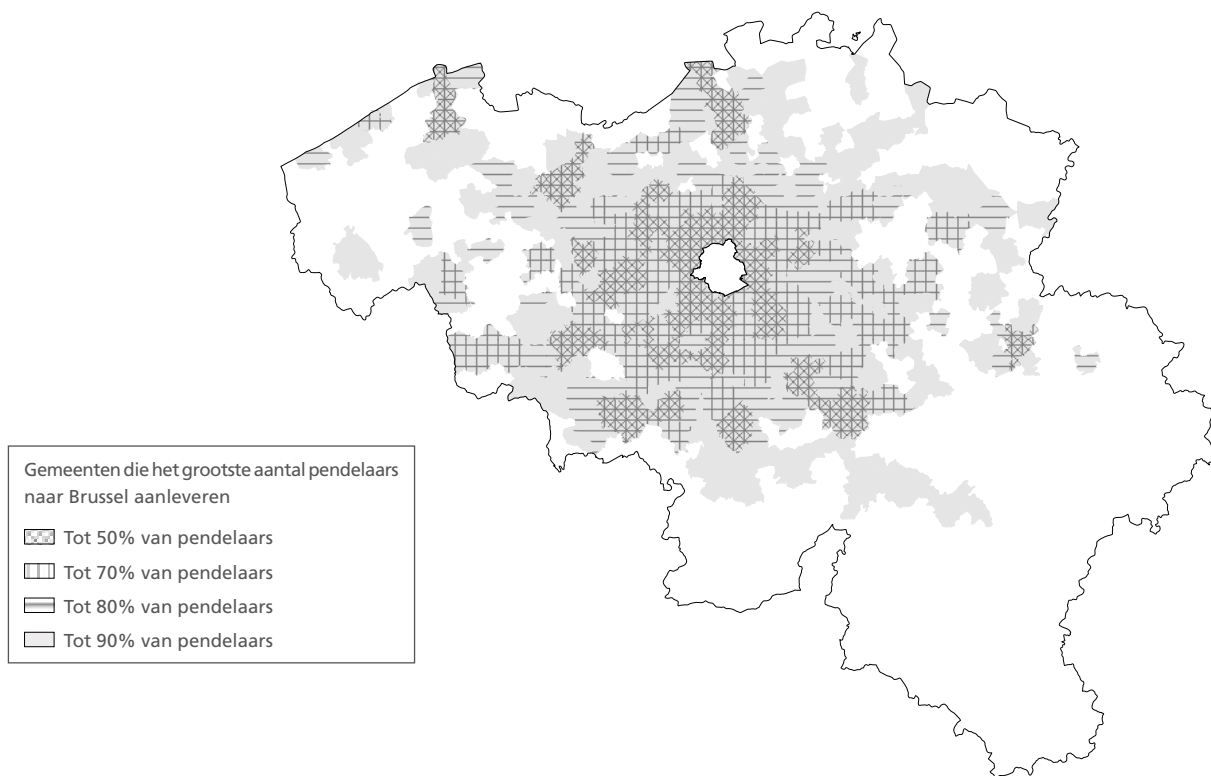 Gemeenten die het grootste aantal pendelaars
naar Brussel aanleveren
Tot 50% van pendelaars
Tot 70% van pendelaars
Tot 80% van pendelaars
Tot 90% van pendelaars